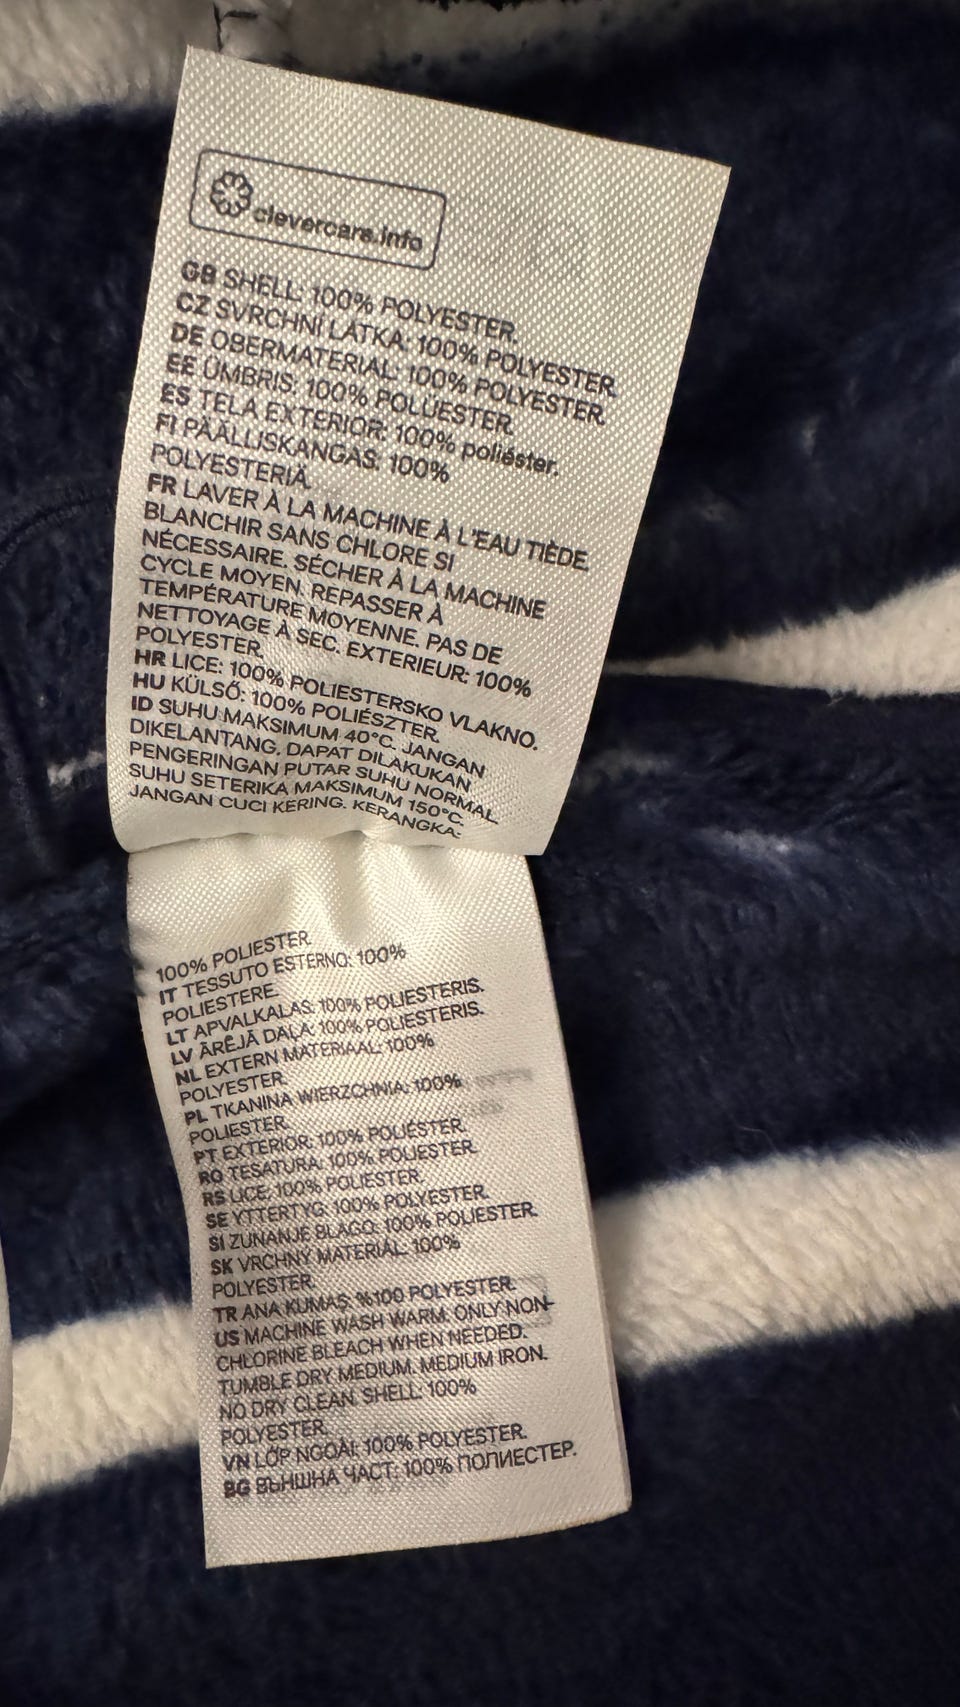 clevercare.info
GB SHELL: 100% POLYESTER.
CZ SVRCHNÍ LÁTKA: 100% POLYESTER.
DE OBERMATERIAL: 100% POLYESTER.
EE ÜMBRIS: 100% POLÜESTER.
ES TELA EXTERIOR: 100% poliéster.
FI PÄÄLLISKANGAS: 100%
POLYESTERIÄ.
FR LAVER À LA MACHINE À L'EAU TIÈDE.
BLANCHIR SANS CHLORE SI
NÉCESSAIRE. SÉCHER À LA MACHINE
CYCLE MOYEN. REPASSER À
TEMPÉRATURE MOYENNE. PAS DE
NETTOYAGE À SEC. EXTERIEUR: 100%
POLYESTER.
HR LICE: 100% POLIESTERSKO VLAKNO.
HU KÜLSŐ: 100% POLIÉSZTER.
ID SUHU MAKSIMUM 40°C. JANGAN
DIKELANTANG. DAPAT DILAKUKAN
PENGERINGAN PUTAR SUHU NORMAL.
SUHU SETERIKA MAKSIMUM 150°C.
JANGAN CUCI KERING. KERANGKA:
100% POLIESTER.
IT TESSUTO ESTERNO: 100%
POLIESTERE.
LT APVALKALAS: 100% POLIESTERIS.
LV ĀRĒJĀ DAĻA: 100% POLIESTERIS.
NL EXTERN MATERIAAL: 100%
POLYESTER.
PL TKANINA WIERZCHNIA: 100%
POLIESTER.
PT EXTERIOR: 100% POLIÉSTER.
RO TESATURA: 100% POLIESTER.
RS LICE: 100% POLIESTER.
SE YTTERTYG: 100% POLYESTER.
SI ZUNANJE BLAGO: 100% POLIESTER.
SK VRCHNÝ MATERIÁL: 100%
POLYESTER.
TR ANA KUMAŞ: %100 POLYESTER.
US MACHINE WASH WARM. ONLY NON-
CHLORINE BLEACH WHEN NEEDED.
TUMBLE DRY MEDIUM. MEDIUM IRON.
NO DRY CLEAN. SHELL: 100%
POLYESTER.
VN LỚP NGOÀI: 100% POLYESTER.
BG ВЪНШНА ЧАСТ: 100% ПОЛИЕСТЕР.